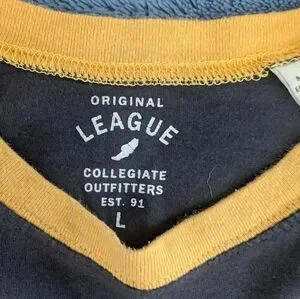 ORIGINAL
LEAGUE
COLLEGIATE
OUTFITTERS
EST. 91
L